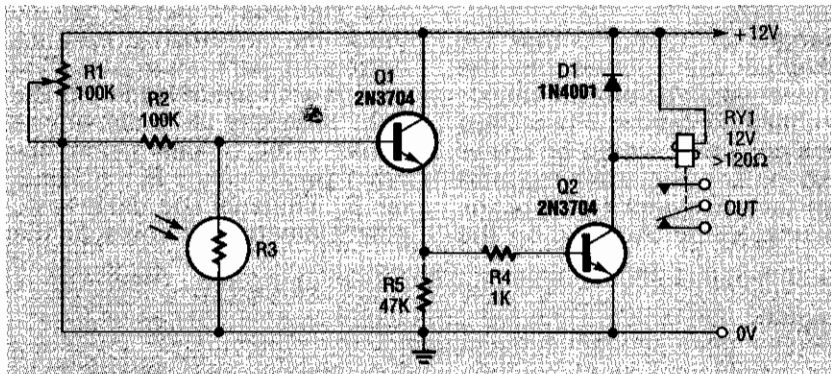 +12V
R1
100K
R2
100K
Q1
2N3704
D1
1N4001
RY1
12V
>120Ω
OUT
Q2
2N3704
R3
R4
1K
R5
47K
0V